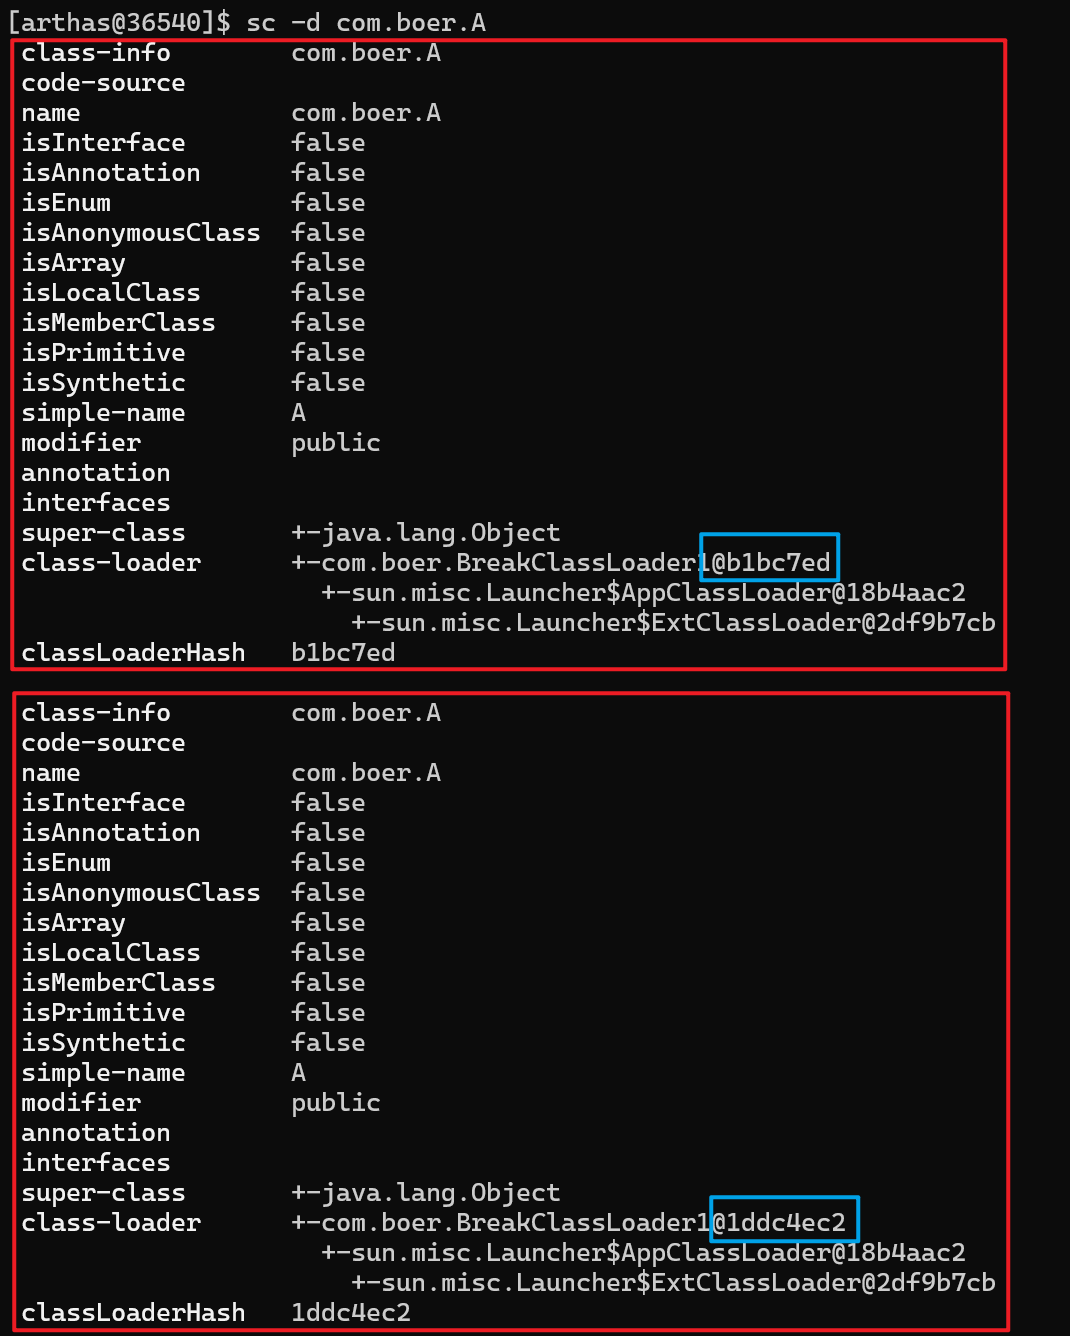 [arthas@36540]$ sc -d com.boer.A
class-info com.boer.A
code-source
name com.boer.A
isInterface false
isAnnotation false
isEnum false
isAnonymousClass false
isArray false
isLocalClass false
isMemberClass false
isPrimitive false
isSynthetic false
simple-name A
modifier public
annotation
interfaces
super-class +-java.lang.Object
class-loader +-com.boer.BreakClassLoader1@b1bc7ed
+-sun.misc.Launcher$AppClassLoader@18b4aac2
+-sun.misc.Launcher$ExtClassLoader@2df9b7cb
classLoaderHash b1bc7ed
class-info com.boer.A
code-source
name com.boer.A
isInterface false
isAnnotation false
isEnum false
isAnonymousClass false
isArray false
isLocalClass false
isMemberClass false
isPrimitive false
isSynthetic false
simple-name A
modifier public
annotation
interfaces
super-class +-java.lang.Object
class-loader +-com.boer.BreakClassLoader1@1ddc4ec2
+-sun.misc.Launcher$AppClassLoader@18b4aac2
+-sun.misc.Launcher$ExtClassLoader@2df9b7cb
classLoaderHash 1ddc4ec2